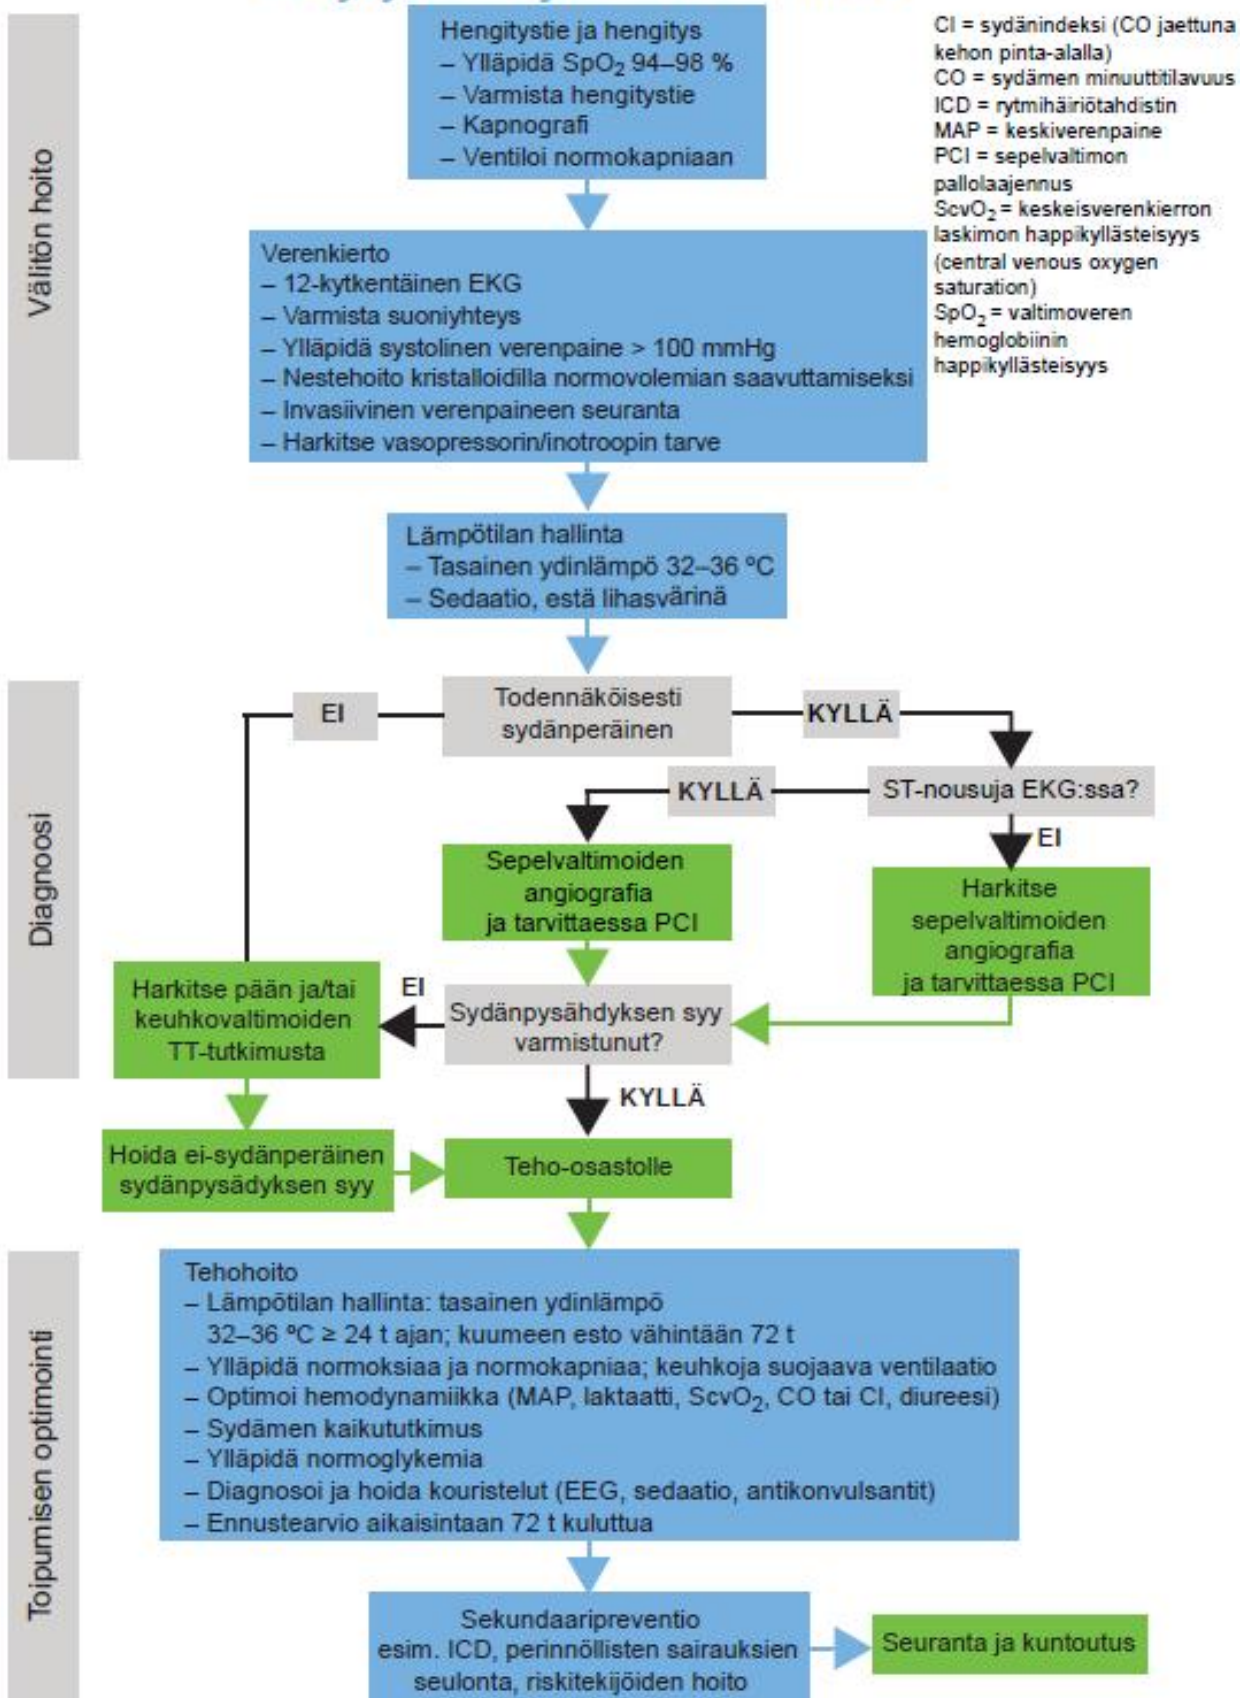 Hengitystie ja hengitys
– Ylläpidä SpO₂ 94–98 %
– Varmista hengitystie
– Kapnografi
– Ventiloi normokapniaan
CI = sydänindeksi (CO jaettuna
kehon pinta-alalla)
CO = sydämen minuuttitilavuus
ICD = rytmihäiriötahdistin
MAP = keskiverenpaine
PCI = sepelvaltimon
pallolaajennus
ScvO₂ = keskeisverenkierron
laskimon happikyllästeisyys
(central venous oxygen
saturation)
SpO₂ = valtimoveren
hemoglobiinin
happikyllästeisyys
Välitön hoito
Verenkierto
– 12-kytkentäinen EKG
– Varmista suoniyhteys
– Ylläpidä systolinen verenpaine > 100 mmHg
– Nestehoito kristalloidilla normovolemian saavuttamiseksi
– Invasiivinen verenpaineen seuranta
– Harkitse vasopressorin/inotroopin tarve
Lämpötilan hallinta
– Tasainen ydinlämpö 32–36 ºC
– Sedaatio, estä lihasvärinä
Diagnoosi
Todennäköisesti
sydänperäinen
EI
KYLLÄ
ST-nousuja EKG:ssa?
KYLLÄ
EI
Sepelvaltimoiden
angiografia
ja tarvittaessa PCI
Harkitse
sepelvaltimoiden
angiografia
ja tarvittaessa PCI
Harkitse pään ja/tai
keuhkovaltimoiden
TT-tutkimusta
EI
Sydänpysähdyksen syy
varmistunut?
KYLLÄ
Hoida ei-sydänperäinen
sydänpysädyksen syy
Teho-osastolle
Toipumisen optimointi
Tehohoito
– Lämpötilan hallinta: tasainen ydinlämpö
32–36 ºC ≥ 24 t ajan; kuumeen esto vähintään 72 t
– Ylläpidä normoksiaa ja normokapniaa; keuhkoja suojaava ventilaatio
– Optimoi hemodynamiikka (MAP, laktaatti, ScvO₂, CO tai CI, diureesi)
– Sydämen kaikututkimus
– Ylläpidä normoglykemia
– Diagnosoi ja hoida kouristelut (EEG, sedaatio, antikonvulsantit)
– Ennustearvio aikaisintaan 72 t kuluttua
Sekundaaripreventio
esim. ICD, perinnöllisten sairauksien
seulonta, riskitekijöiden hoito
Seuranta ja kuntoutus